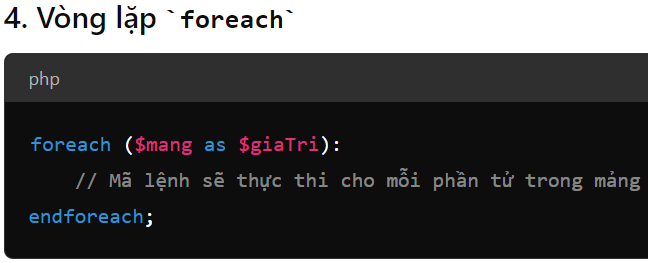 4. Vòng lặp `foreach`
php
foreach ($mang as $giaTri):
    // Mã lệnh sẽ thực thi cho mỗi phần tử trong mảng
endforeach;